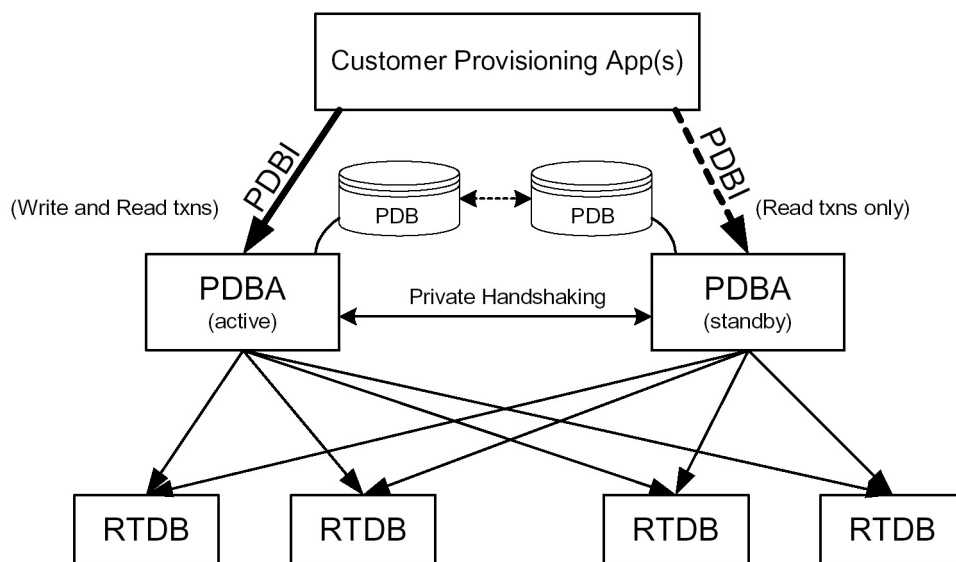 Customer Provisioning App(s)
PDBI
PDBI
(Write and Read txns)
PDB
PDB
(Read txns only)
PDBA
(active)
Private Handshaking
PDBA
(standby)
RTDB
RTDB
RTDB
RTDB